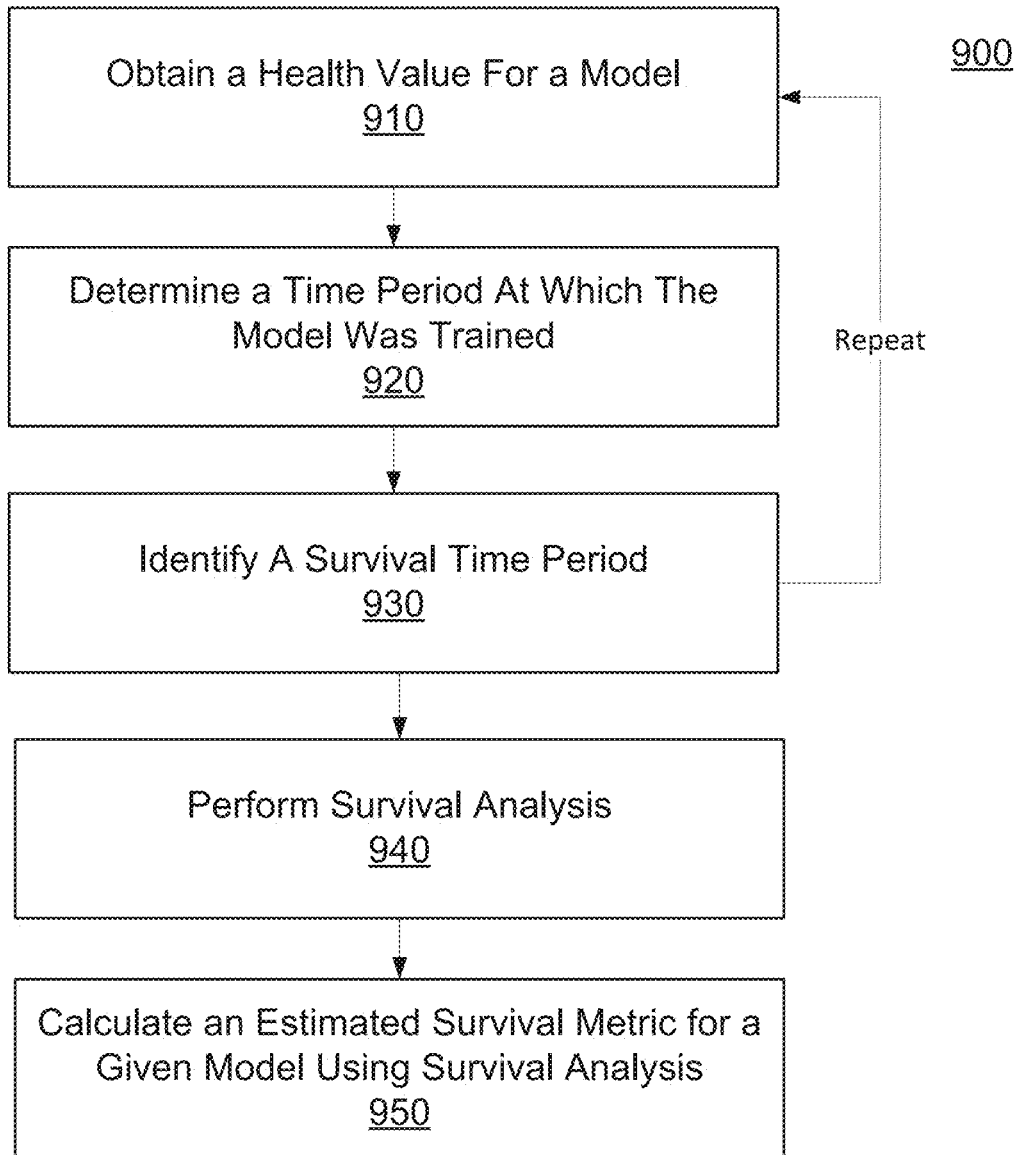 900
Obtain a Health Value For a Model
910
Determine a Time Period At Which The
Model Was Trained
920
Repeat
Identify A Survival Time Period
930
Perform Survival Analysis
940
Calculate an Estimated Survival Metric for a
Given Model Using Survival Analysis
950